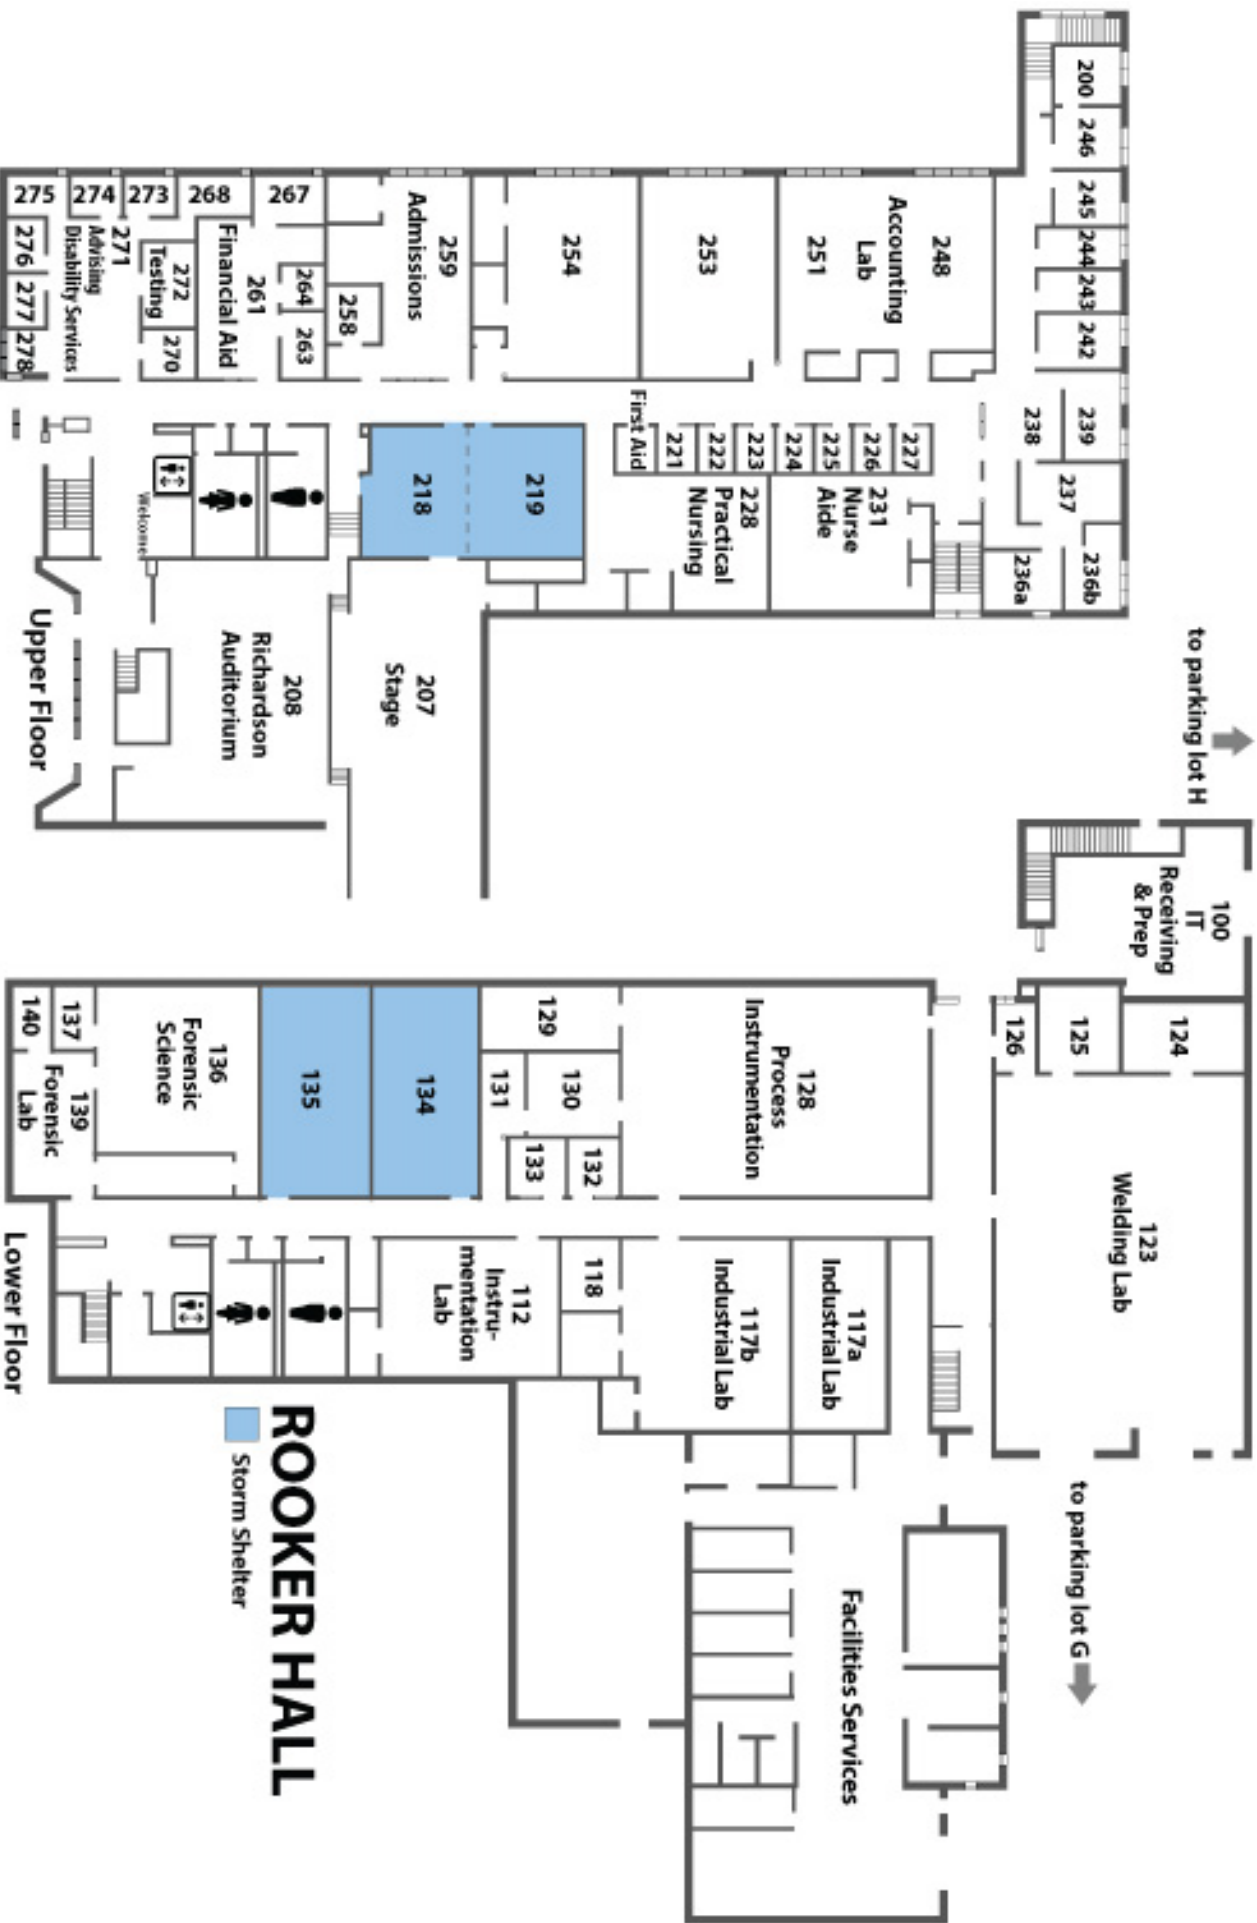 200
246
245
244
243
242
239
238
237
236b
236a
248
Accounting
Lab
251
253
254
259
Admissions
258
267
268
273
274
275
264
263
261
Financial Aid
272
Testing
270
271
Advising
Disability Services
276
277
278
First Aid
221
222
223
224
225
226
227
228
Practical
Nursing
231
Nurse
Aide
219
218
Welcome
207
Stage
208
Richardson
Auditorium
Upper Floor
to parking lot H
100
IT
Receiving
& Prep
124
125
126
123
Welding Lab
128
Process
Instrumentation
129
130
131
132
133
134
135
136
Forensic
Science
137
140
139
Forensic
Lab
117a
Industrial Lab
117b
Industrial Lab
118
112
Instru-
mentation
Lab
Lower Floor
to parking lot G
Facilities Services
ROOKER HALL
Storm Shelter